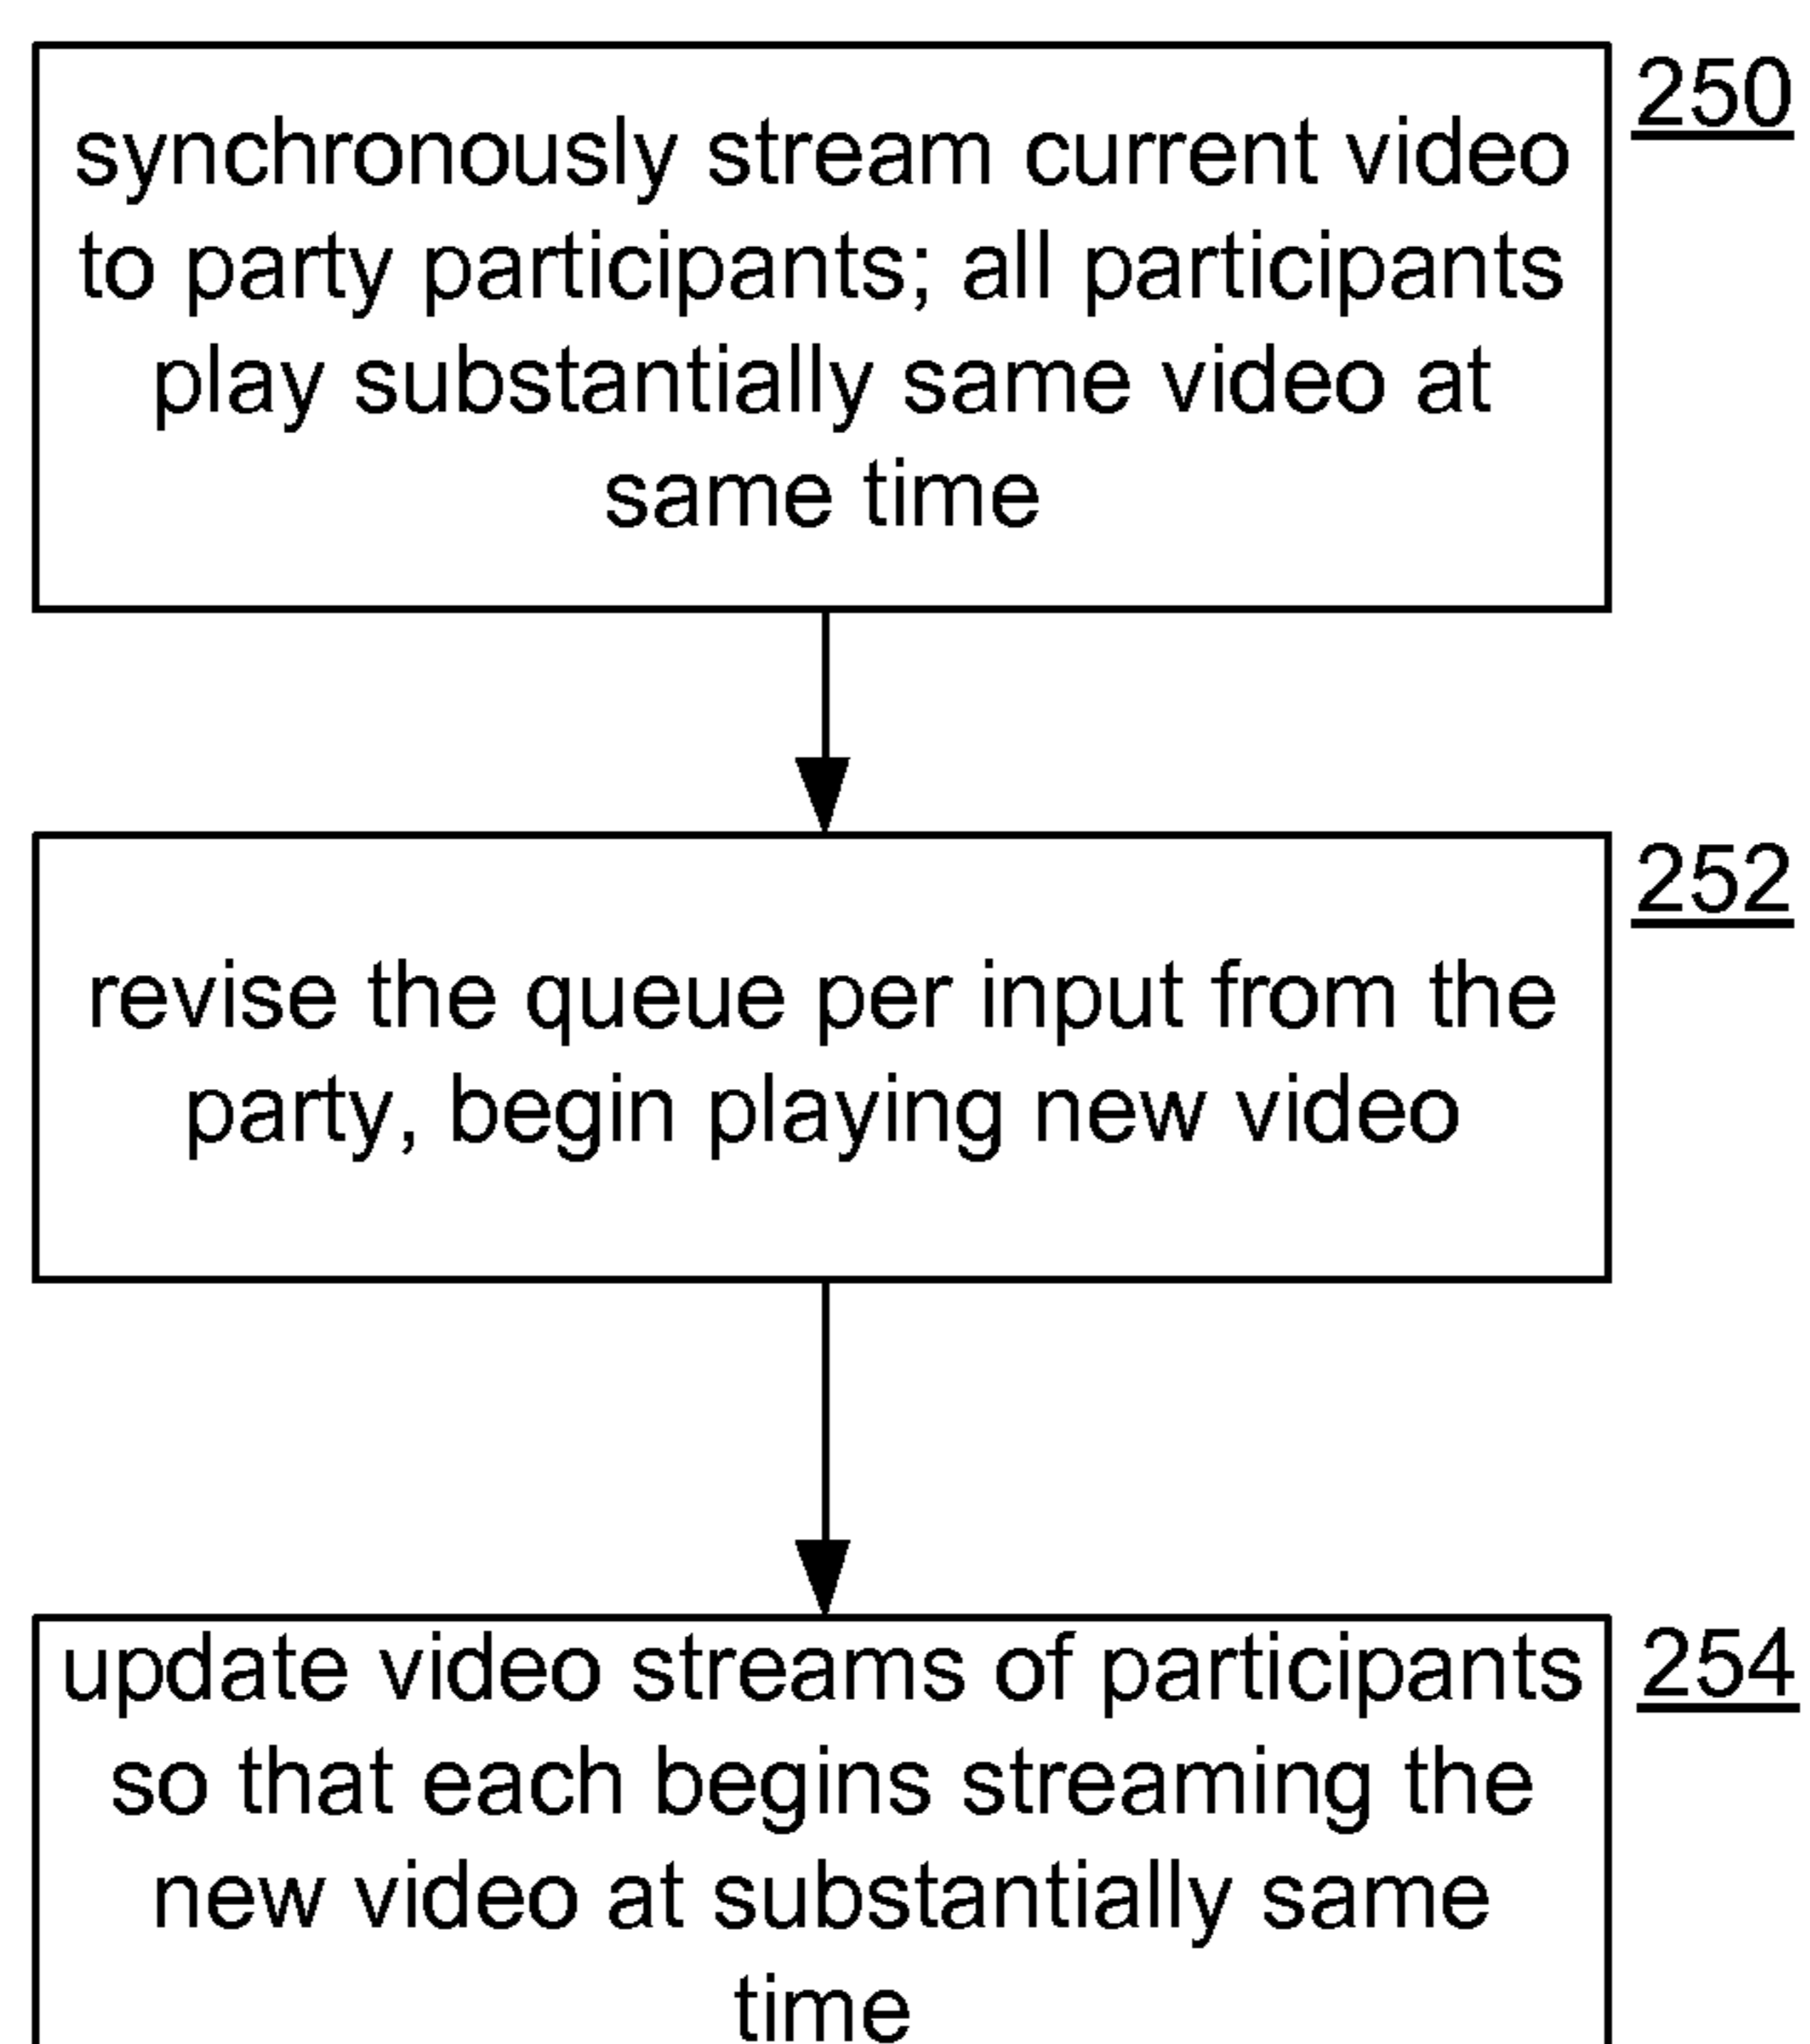 250
synchronously stream current video
to party participants; all participants
play substantially same video at
same time
252
revise the queue per input from the
party, begin playing new video
254
update video streams of participants
so that each begins streaming the
new video at substantially same
time